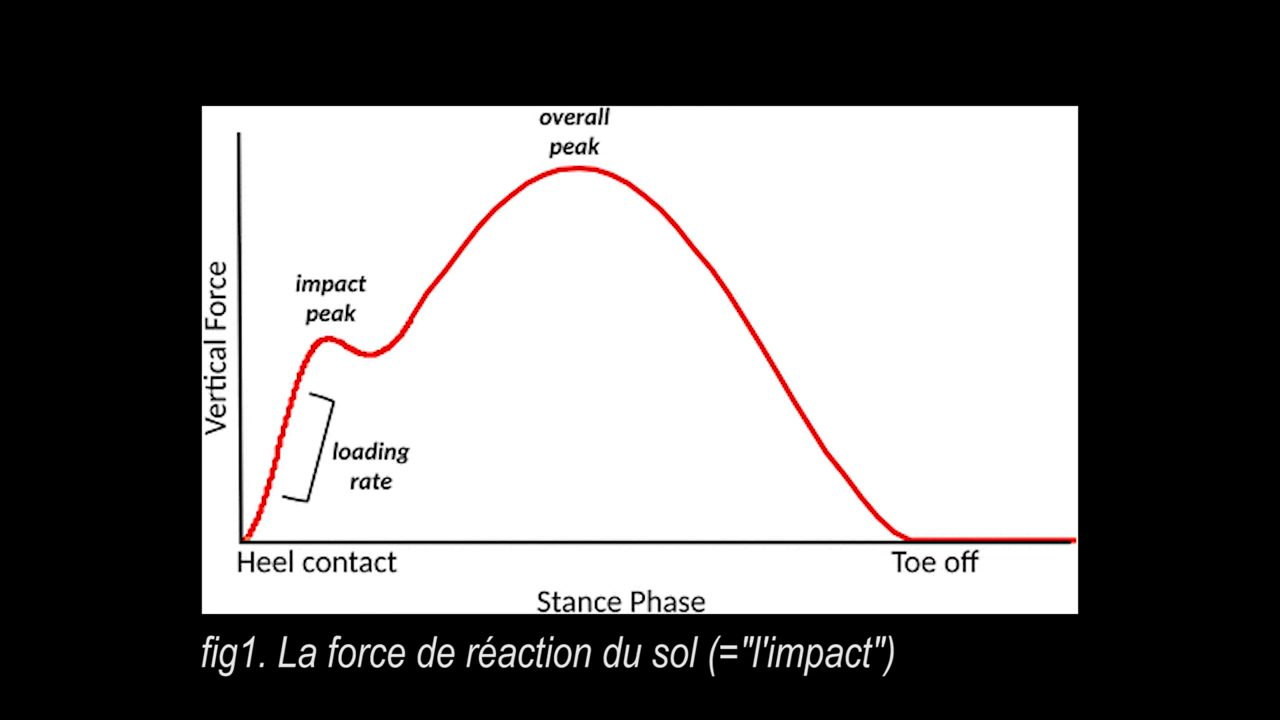 overall
peak
impact
peak
Vertical Force
loading
rate
Heel contact
Toe off
Stance Phase
fig1. La force de réaction du sol (="l'impact")